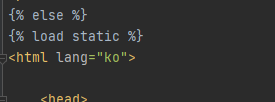 {% else %}
{% load static %}
<html lang="ko">
<head>